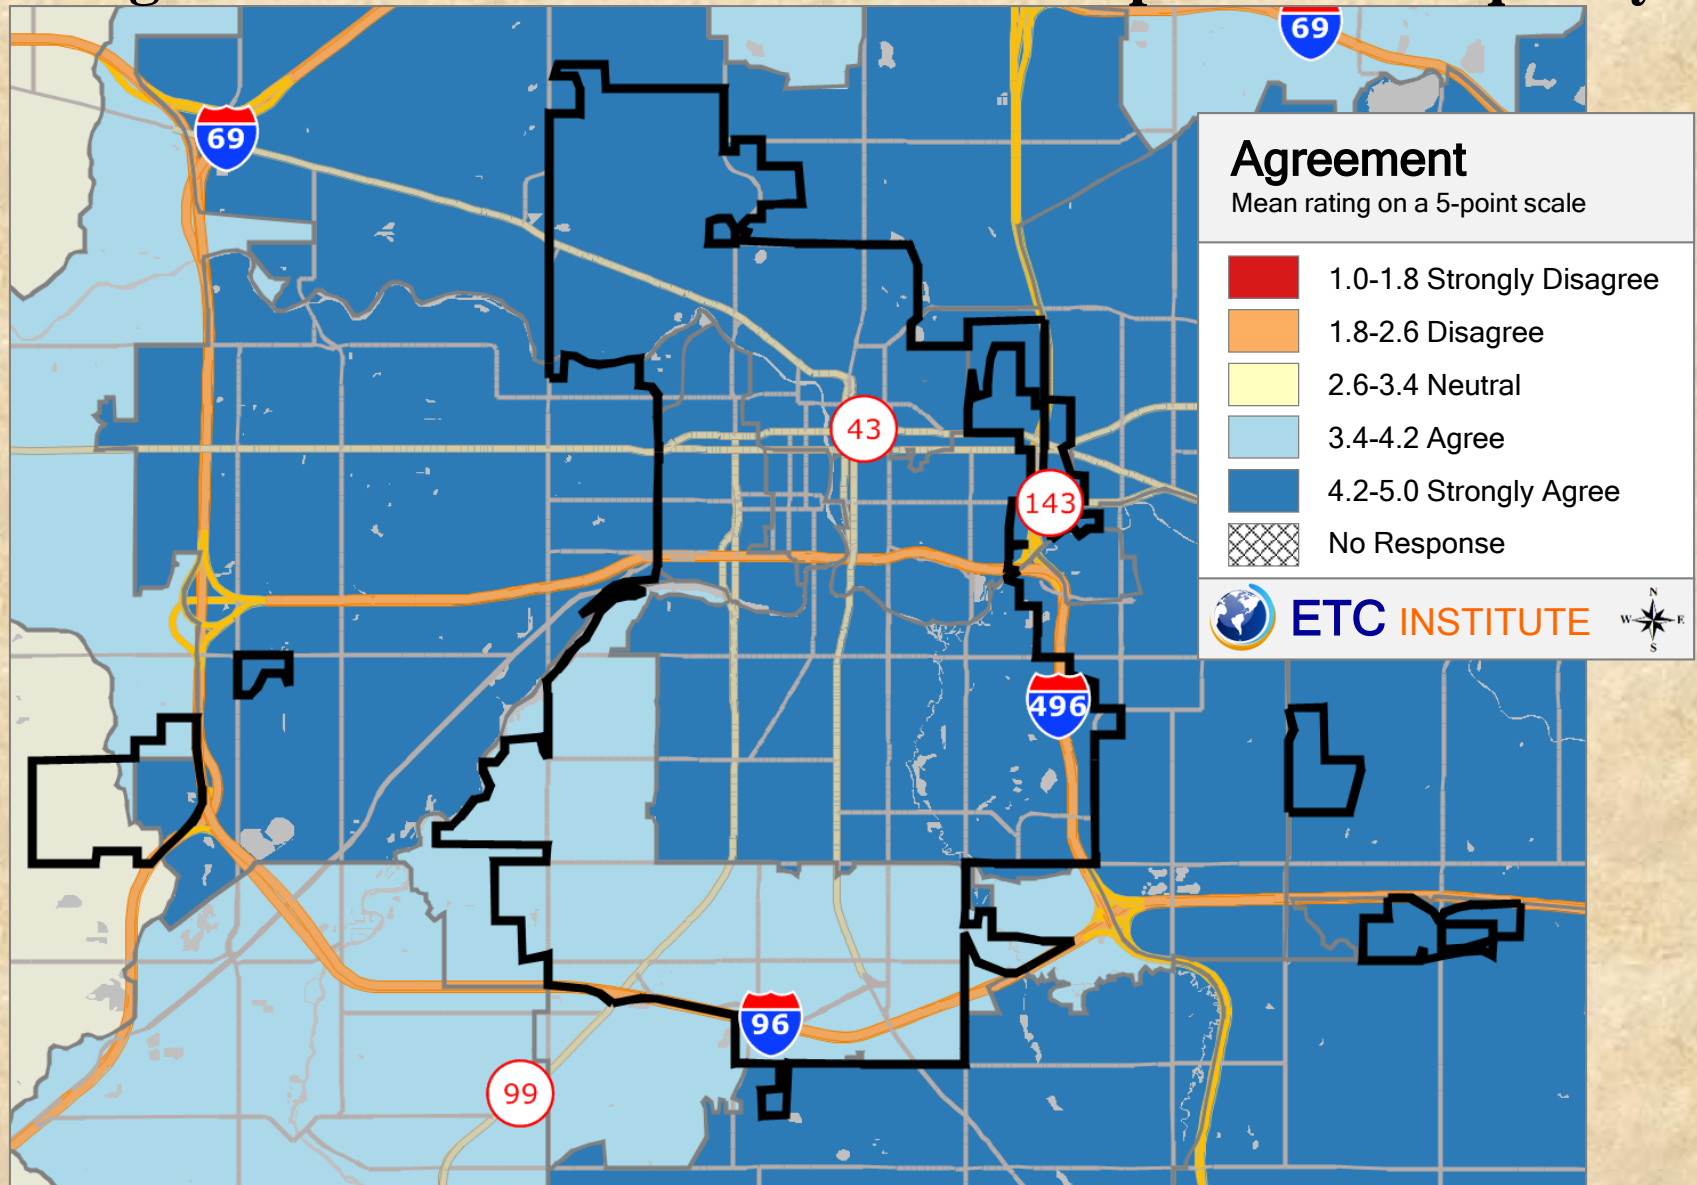 69
69
Agreement
Mean rating on a 5-point scale
1.0-1.8 Strongly Disagree
1.8-2.6 Disagree
2.6-3.4 Neutral
3.4-4.2 Agree
4.2-5.0 Strongly Agree
No Response
ETC INSTITUTE
N
W E
S
43
143
496
96
99